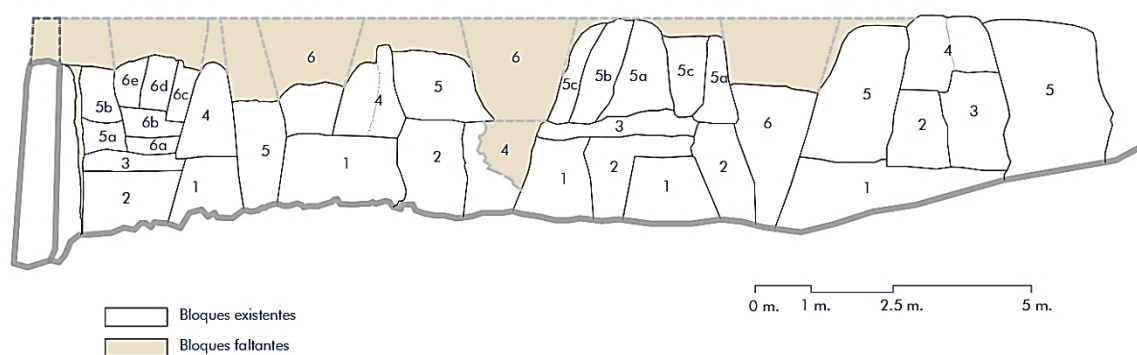 6 6
6e 6d 6c 5c 5b 5a 5c 5a 4
5b 4 4 5 5 5
6b 3 6 3
5a 6a 5 1 2 4 2
3 1 2 1 2 1
2 1
0 m. 1 m. 2.5 m. 5 m.
Bloques existentes
Bloques faltantes